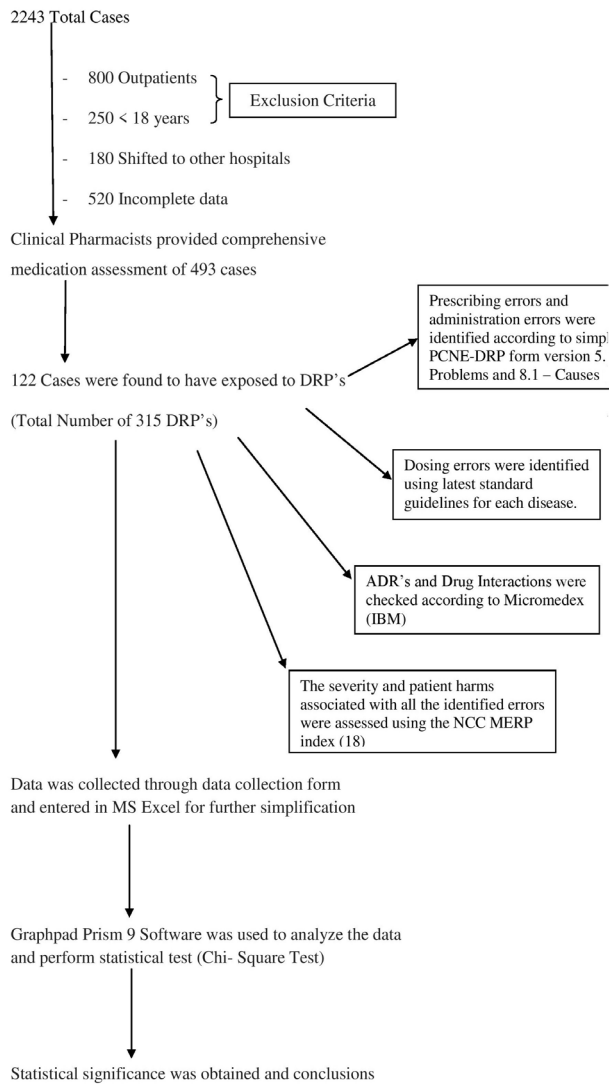 2243 Total Cases
- 800 Outpatients
- 250 < 18 years
Exclusion Criteria
- 180 Shifted to other hospitals
- 520 Incomplete data
Clinical Pharmacists provided comprehensive
medication assessment of 493 cases
Prescribing errors and
administration errors were
identified according to simpl
PCNE-DRP form version 5.
Problems and 8.1 – Causes
122 Cases were found to have exposed to DRP's
(Total Number of 315 DRP's)
Dosing errors were identified
using latest standard
guidelines for each disease.
ADR's and Drug Interactions were
checked according to Micromedex
(IBM)
The severity and patient harms
associated with all the identified errors
were assessed using the NCC MERP
index (18)
Data was collected through data collection form
and entered in MS Excel for further simplification
Graphpad Prism 9 Software was used to analyze the data
and perform statistical test (Chi- Square Test)
Statistical significance was obtained and conclusions